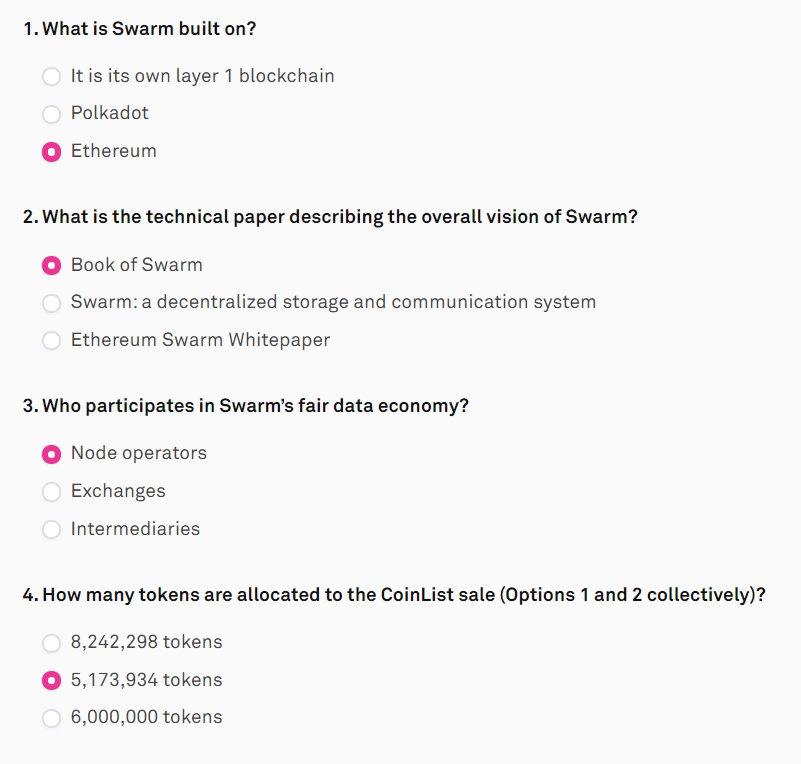 1. What is Swarm built on?
It is its own layer 1 blockchain
Polkadot
Ethereum
2. What is the technical paper describing the overall vision of Swarm?
Book of Swarm
Swarm: a decentralized storage and communication system
Ethereum Swarm Whitepaper
3. Who participates in Swarm’s fair data economy?
Node operators
Exchanges
Intermediaries
4. How many tokens are allocated to the CoinList sale (Options 1 and 2 collectively)?
8,242,298 tokens
5,173,934 tokens
6,000,000 tokens